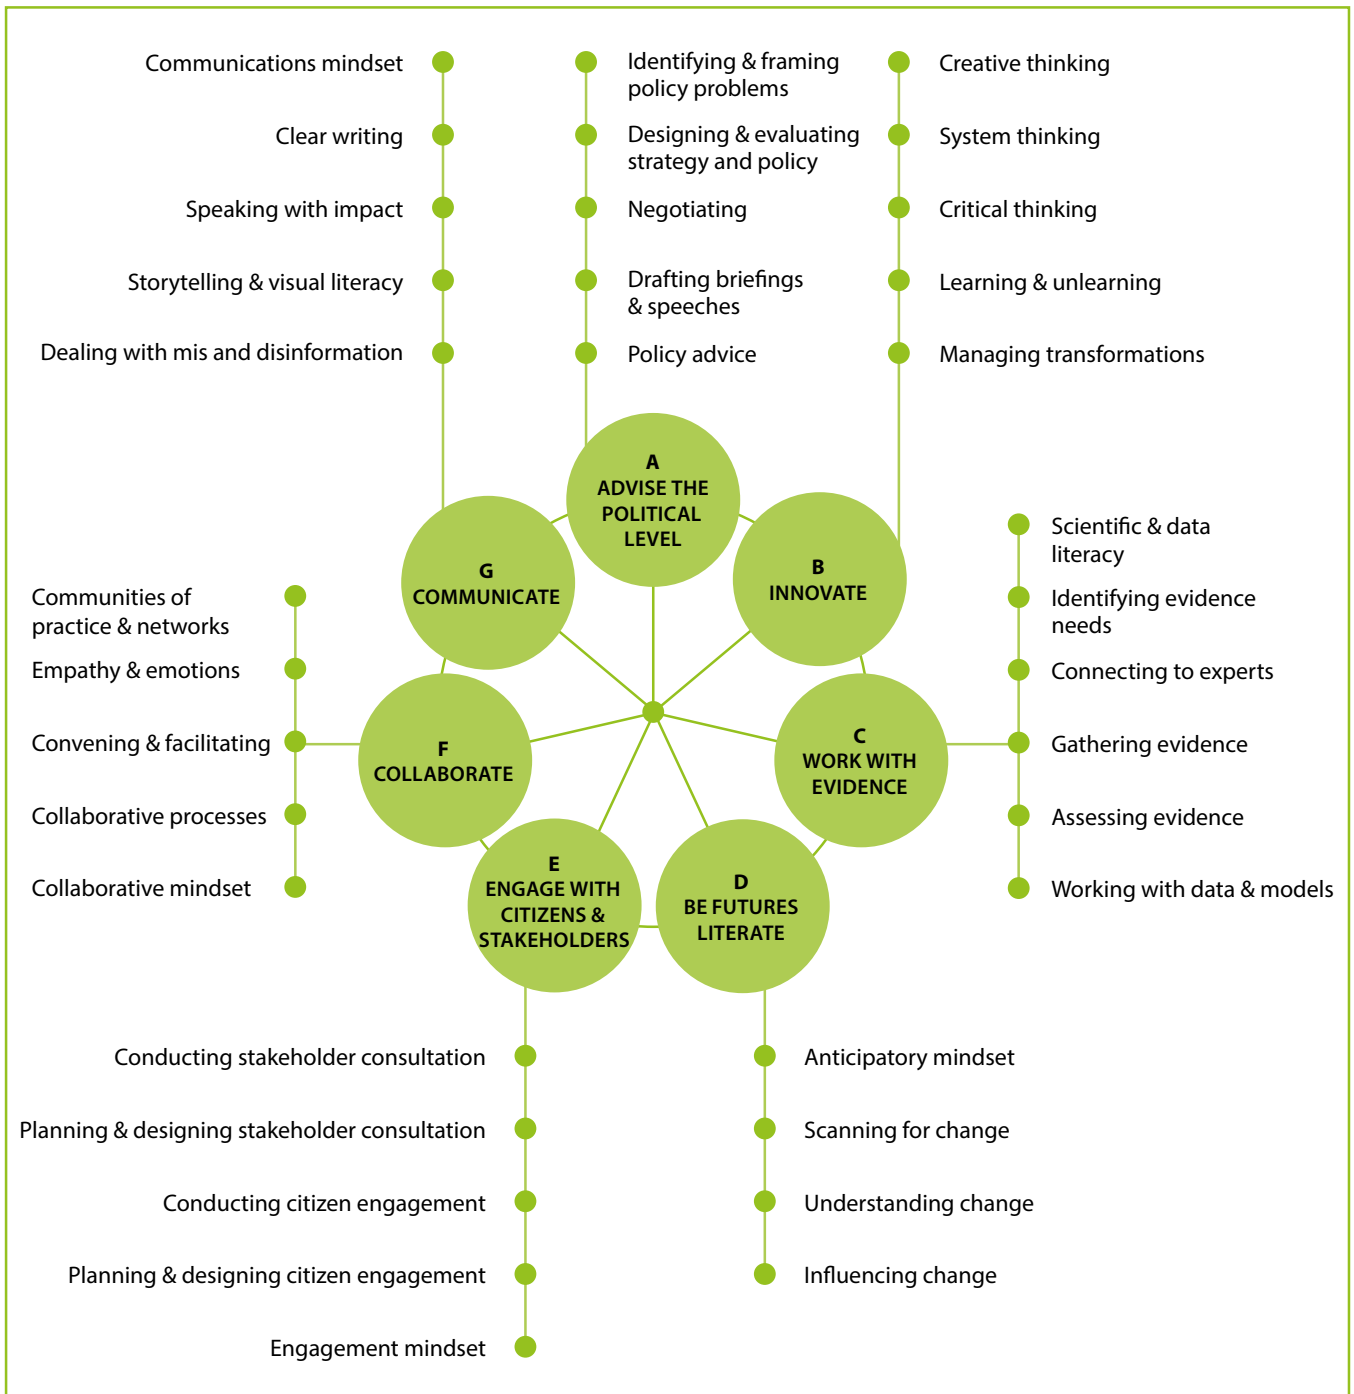 Communications mindset
Clear writing
Speaking with impact
Storytelling & visual literacy
Dealing with mis and disinformation
Identifying & framing
policy problems
Designing & evaluating
strategy and policy
Negotiating
Drafting briefings
& speeches
Policy advice
Creative thinking
System thinking
Critical thinking
Learning & unlearning
Managing transformations
A
ADVISE THE
POLITICAL
LEVEL
B
INNOVATE
G
COMMUNICATE
Scientific & data
literacy
Identifying evidence
needs
Connecting to experts
Gathering evidence
Assessing evidence
Working with data & models
Communities of
practice & networks
Empathy & emotions
Convening & facilitating
Collaborative processes
Collaborative mindset
F
COLLABORATE
C
WORK WITH
EVIDENCE
E
ENGAGE WITH
CITIZENS &
STAKEHOLDERS
D
BE FUTURES
LITERATE
Conducting stakeholder consultation
Planning & designing stakeholder consultation
Conducting citizen engagement
Planning & designing citizen engagement
Engagement mindset
Anticipatory mindset
Scanning for change
Understanding change
Influencing change